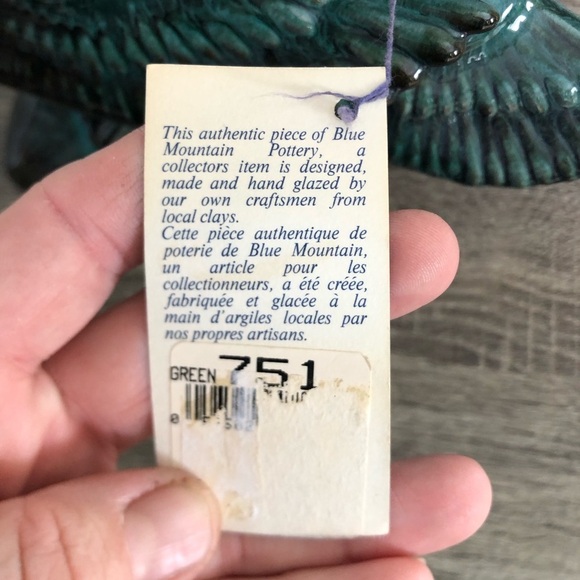 This authentic piece of Blue
Mountain Pottery, a
collectors item is designed,
made and hand glazed by
our own craftsmen from
local clays.
Cette pièce authentique de
poterie de Blue Mountain,
un article pour les
collectionneurs, a été créée,
fabriquée et glacée à la
main d'argiles locales par
nos propres artisans.
GREEN 751
0